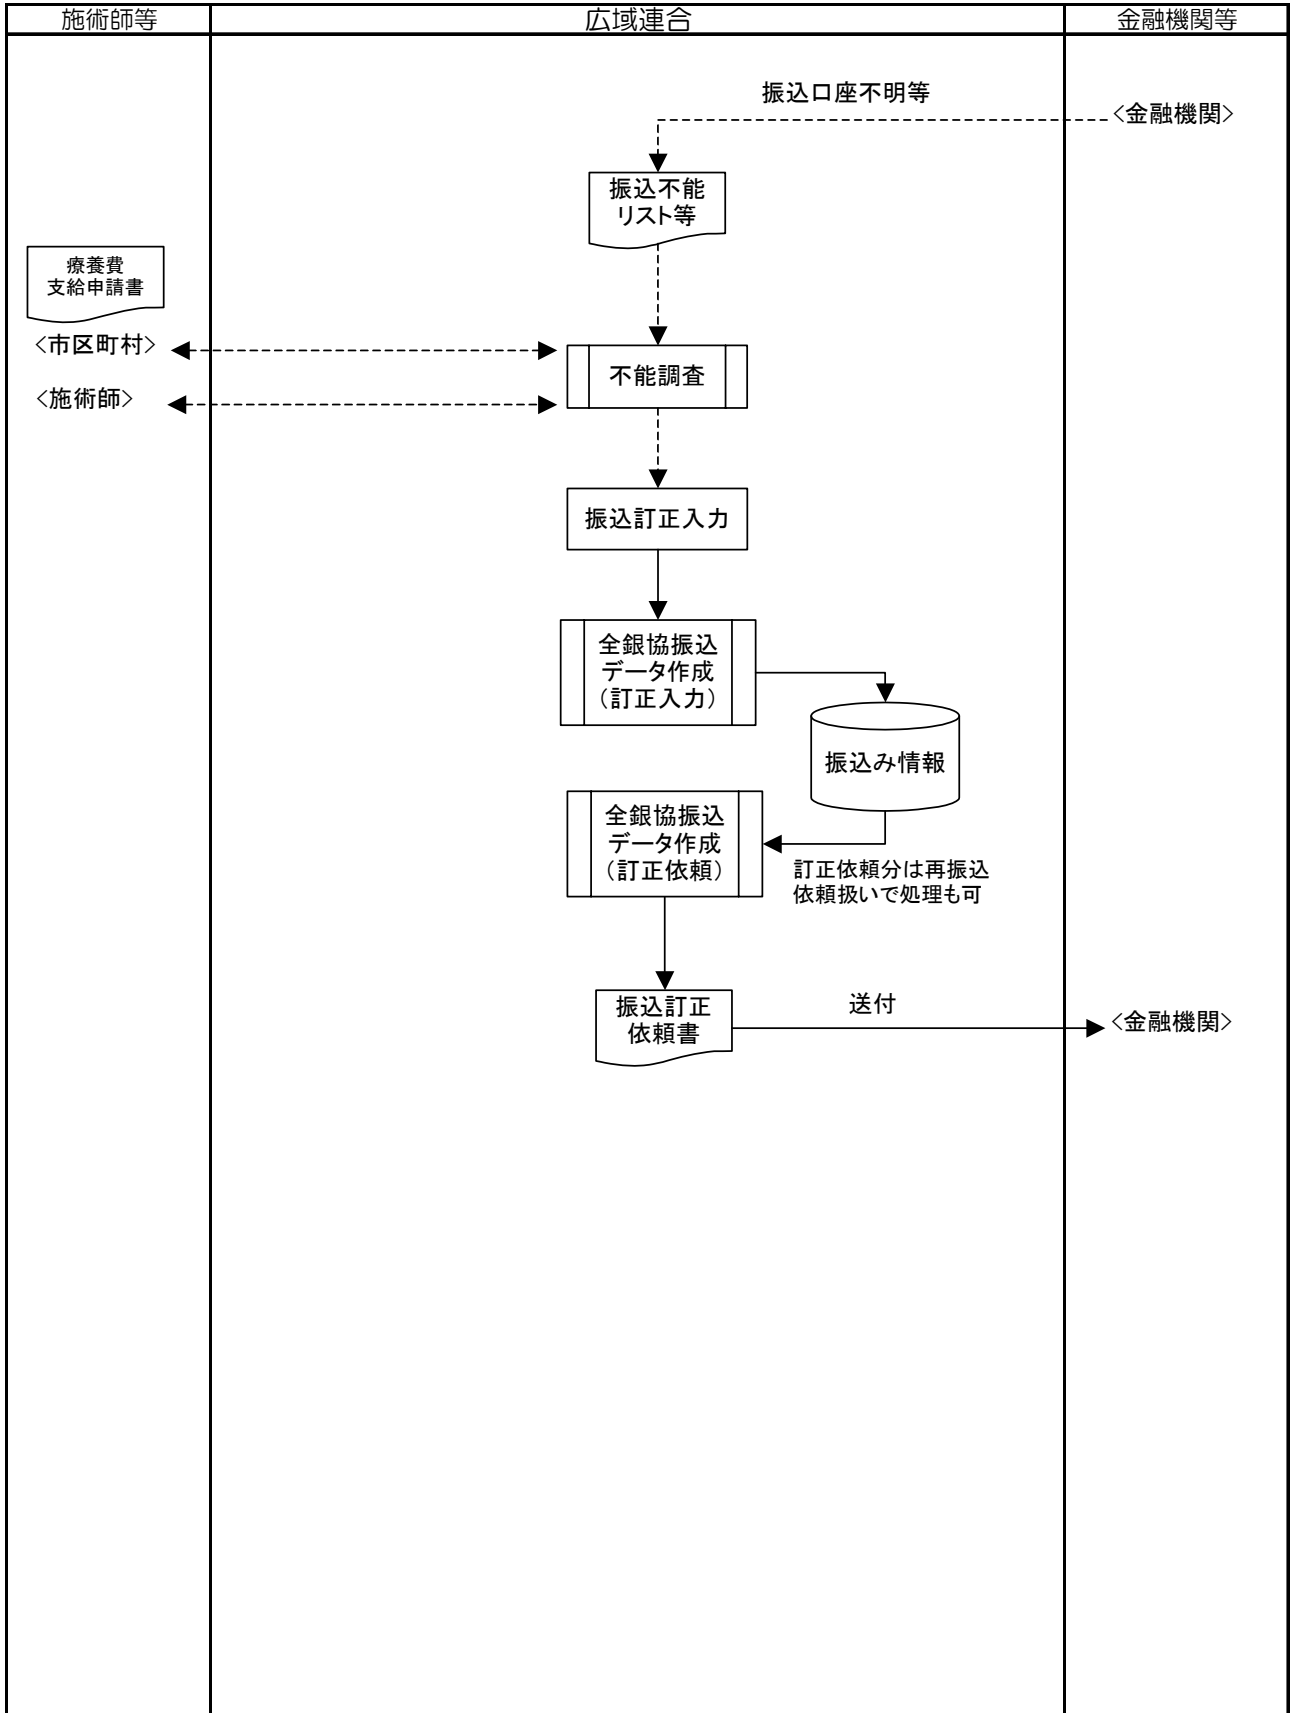 施術師等
広域連合
金融機関等
振込口座不明等
<金融機関>
振込不能
リスト等
療養費
支給申請書
<市区町村>
<施術師>
不能調査
振込訂正入力
全銀協振込
データ作成
（訂正入力）
振込み情報
全銀協振込
データ作成
（訂正依頼）
訂正依頼分は再振込
依頼扱いで処理も可
振込訂正
依頼書
送付
<金融機関>